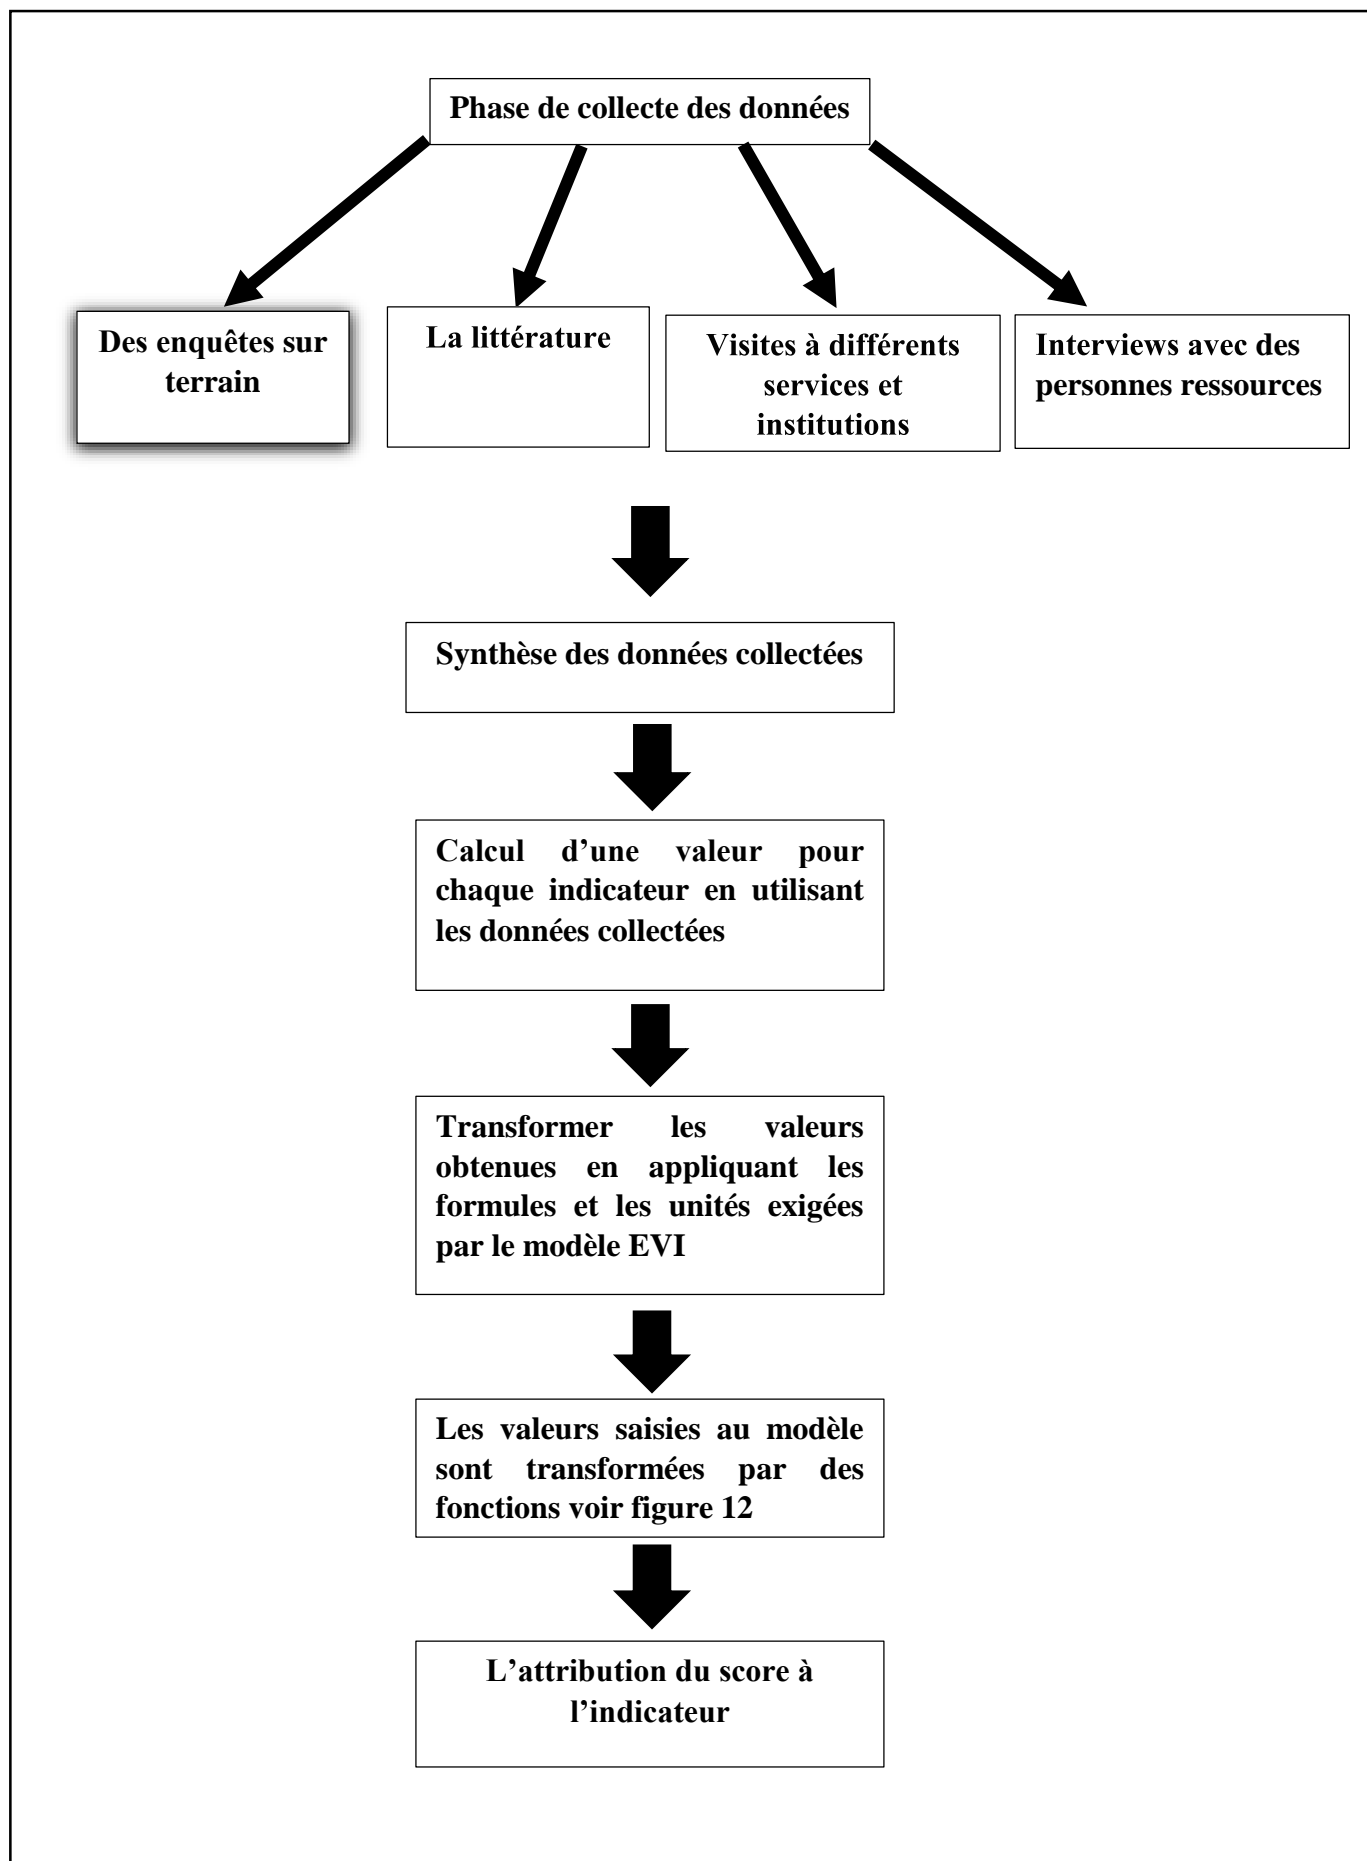 Phase de collecte des données
Des enquêtes sur
terrain
La littérature
Visites à différents
services et
institutions
Interviews avec des
personnes ressources
Synthèse des données collectées
Calcul d’une valeur pour
chaque indicateur en utilisant
les données collectées
Transformer les valeurs
obtenues en appliquant les
formules et les unités exigées
par le modèle EVI
Les valeurs saisies au modèle
sont transformées par des
fonctions voir figure 12
L’attribution du score à
l’indicateur